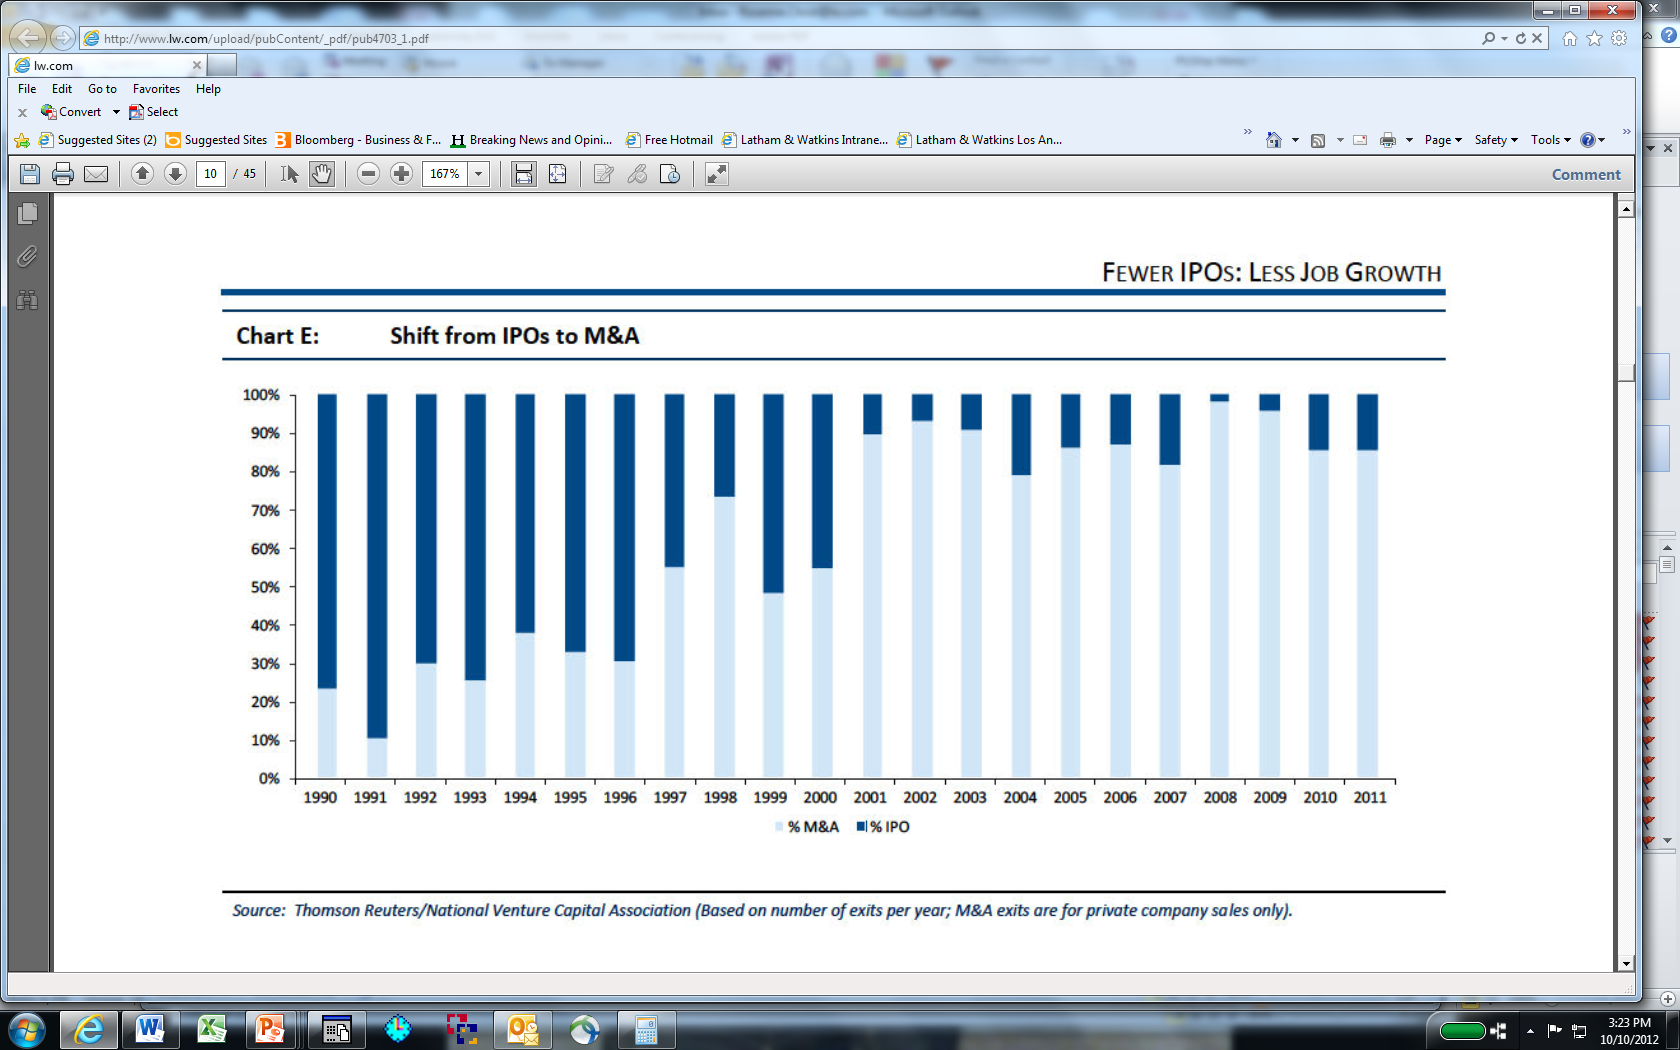 http://www.lw.com/upload/pubContent/_pdf/pub4703_1.pdf
lw.com
File Edit Go to Favorites Help
Convert Select
Suggested Sites (2) Suggested Sites Bloomberg - Business & F... Breaking News and Opini... Free Hotmail Latham & Watkins Intrane... Latham & Watkins Los An... Page Safety Tools
10 / 45 167% Comment
FEWER IPOS: LESS JOB GROWTH
Chart E: Shift from IPOs to M&A
100%
90%
80%
70%
60%
50%
40%
30%
20%
10%
0%
1990 1991 1992 1993 1994 1995 1996 1997 1998 1999 2000 2001 2002 2003 2004 2005 2006 2007 2008 2009 2010 2011
% M&A % IPO
Source: Thomson Reuters/National Venture Capital Association (Based on number of exits per year; M&A exits are for private company sales only).
3:23 PM
10/10/2012